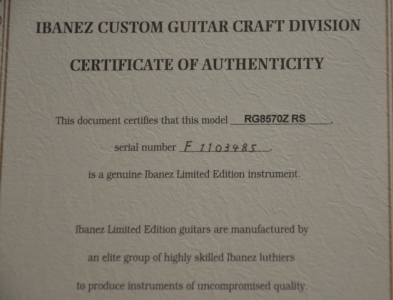 IBANEZ CUSTOM GUITAR CRAFT DIVISION
CERTIFICATE OF AUTHENTICITY
This document certifies that this model RG8570Z RS,
serial number F1103485.
is a genuine Ibanez Limited Edition instrument.
Ibanez Limited Edition guitars are manufactured by
an elite group of highly skilled Ibanez luthiers
to produce instruments of uncompromised quality